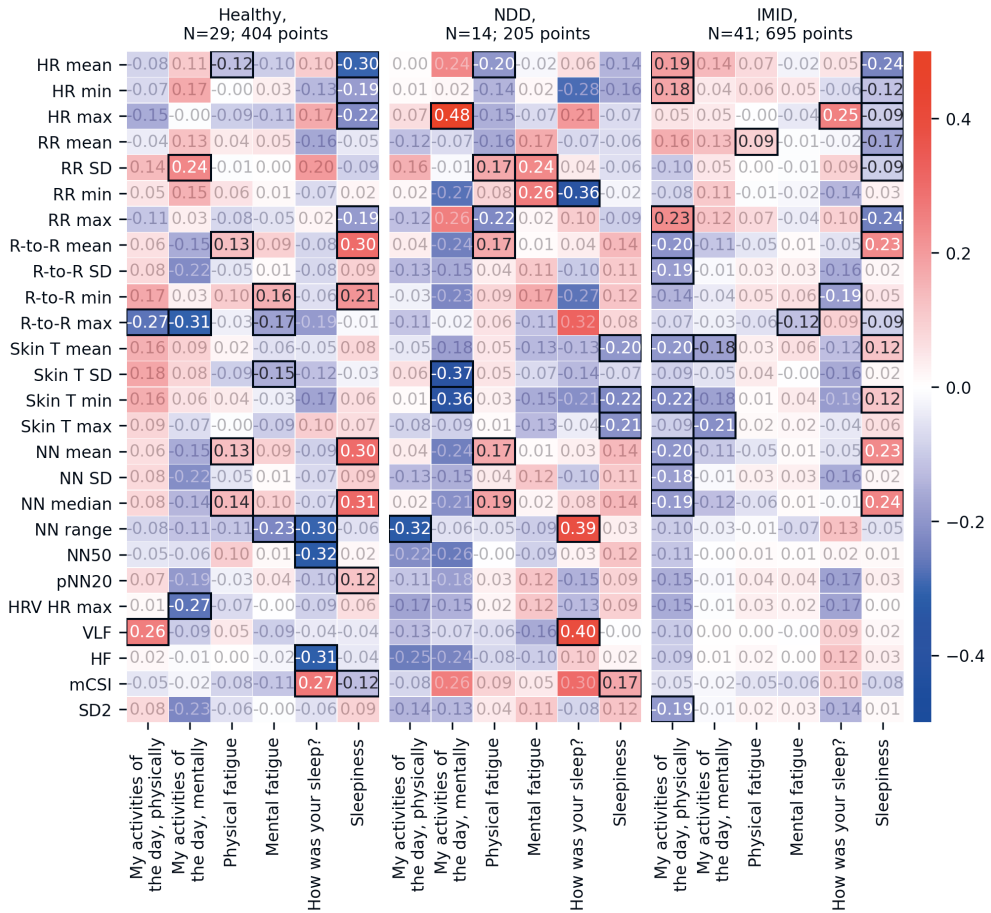 Healthy, NDD, IMID,
N=29; 404 points N=14; 205 points N=41; 695 points
HR mean -0.08 0.11 -0.12 -0.10 0.10 -0.30 0.00 0.24 -0.20 -0.02 0.06 -0.14 0.19 0.14 0.07 -0.02 0.05 -0.24
HR min -0.07 0.17 -0.00 0.03 -0.13 -0.19 0.01 0.02 -0.14 0.02 -0.28 -0.16 0.18 0.04 0.06 0.05 -0.06 -0.12
HR max -0.15 -0.00 -0.09 -0.11 0.17 -0.22 0.07 0.48 -0.15 -0.07 0.21 -0.07 0.05 0.05 -0.00 -0.04 0.25 -0.09
RR mean -0.04 0.13 0.04 0.05 -0.16 -0.05 -0.12 -0.07 -0.16 0.17 -0.07 -0.06 0.16 0.13 0.09 -0.01 -0.02 -0.17
RR SD 0.14 0.24 -0.01 0.00 0.20 -0.09 0.16 -0.01 0.17 0.24 0.04 -0.06 -0.10 0.05 -0.00 -0.01 0.09 -0.09
RR min 0.05 0.15 0.06 0.01 -0.07 0.02 0.02 -0.27 0.08 0.26 -0.36 -0.02 -0.08 0.11 -0.01 -0.02 -0.14 0.03
RR max -0.11 0.03 -0.08 -0.05 0.02 -0.19 -0.12 0.26 -0.22 0.02 0.10 -0.09 0.23 0.12 0.07 -0.04 0.10 -0.24
R-to-R mean 0.06 -0.15 0.13 0.09 -0.08 0.30 0.04 -0.24 0.17 0.01 0.04 0.14 -0.20 -0.11 -0.05 0.01 -0.05 0.23
R-to-R SD 0.08 -0.22 -0.05 0.01 -0.08 0.09 -0.13 -0.15 0.04 0.11 -0.10 0.11 -0.19 -0.01 0.03 0.03 -0.16 0.02
R-to-R min 0.17 0.03 0.10 0.16 -0.06 0.21 -0.03 -0.23 0.09 0.17 -0.27 0.12 -0.14 -0.04 0.04 0.06 -0.19 0.05
R-to-R max -0.27 -0.31 -0.03 -0.17 -0.19 -0.01 -0.11 -0.02 0.06 -0.11 0.32 0.08 -0.07 -0.03 -0.06 -0.12 0.09 -0.09
Skin T mean 0.16 0.09 0.02 -0.06 -0.05 0.08 -0.05 -0.18 0.06 -0.13 -0.13 -0.20 -0.20 -0.18 0.03 0.06 -0.12 0.12
Skin T SD 0.18 0.08 -0.09 -0.15 -0.12 -0.03 0.06 -0.37 0.05 -0.07 -0.14 -0.07 -0.09 -0.05 0.04 -0.00 -0.16 0.02
Skin T min 0.16 0.06 0.04 -0.03 -0.17 0.06 0.04 -0.36 0.03 -0.15 -0.21 -0.22 -0.22 -0.18 0.03 0.04 -0.19 0.12
Skin T max 0.09 -0.07 -0.00 -0.09 0.10 0.07 -0.08 -0.09 0.01 -0.13 -0.04 -0.21 -0.09 -0.21 -0.02 0.02 -0.04 0.06
NN mean 0.06 -0.15 0.13 0.09 -0.09 0.30 0.04 -0.24 0.17 0.01 0.03 0.14 -0.20 -0.11 -0.05 0.01 -0.05 0.23
NN SD 0.08 -0.22 -0.05 0.01 -0.07 0.09 -0.13 -0.15 0.04 0.12 -0.10 0.11 -0.18 -0.01 0.03 0.03 -0.16 0.02
NN median 0.08 -0.14 0.14 0.10 -0.07 0.31 0.02 -0.21 0.19 0.02 0.08 0.14 -0.19 -0.12 -0.06 0.01 -0.01 0.24
NN range -0.08 -0.11 -0.11 -0.23 -0.30 -0.06 -0.32 -0.06 -0.05 -0.09 0.39 0.03 -0.10 -0.03 -0.01 -0.07 0.13 -0.05
NN50 -0.05 -0.06 0.10 0.01 -0.32 0.02 -0.22 -0.26 -0.00 -0.09 0.03 0.12 -0.11 -0.00 0.01 0.01 0.02 0.01
pNN20 0.07 -0.19 -0.03 0.04 -0.10 0.12 -0.11 -0.18 0.03 0.12 -0.15 0.09 -0.15 -0.01 0.01 0.04 -0.17 0.03
HRV HR max 0.01 -0.27 -0.07 -0.00 -0.09 0.06 -0.17 -0.15 0.02 0.12 -0.13 0.09 -0.15 -0.01 0.03 0.03 -0.17 0.00
VLF 0.26 -0.09 0.05 -0.09 -0.04 -0.04 -0.13 -0.07 -0.06 -0.16 0.40 -0.00 -0.10 0.00 0.00 -0.00 0.09 0.02
HF 0.02 -0.01 -0.00 0.02 -0.31 -0.04 -0.25 -0.24 -0.08 -0.10 0.10 0.02 -0.09 0.01 0.02 0.00 0.12 0.03
mCSI -0.05 -0.02 -0.08 -0.11 0.27 -0.12 -0.08 0.26 0.09 0.05 0.30 0.17 -0.05 -0.02 -0.05 -0.06 0.10 -0.08
SD2 0.08 -0.23 -0.06 -0.00 -0.06 0.09 -0.14 -0.13 0.04 0.11 -0.08 0.12 -0.19 -0.01 0.02 0.03 -0.14 0.01
My activities of
the day, physically
My activities of
the day, mentally
Physical fatigue
Mental fatigue
How was your sleep?
Sleepiness
My activities of
the day, physically
My activities of
the day, mentally
Physical fatigue
Mental fatigue
How was your sleep?
Sleepiness
My activities of
the day, physically
My activities of
the day, mentally
Physical fatigue
Mental fatigue
How was your sleep?
Sleepiness
0.4
0.2
0.0
−0.2
−0.4